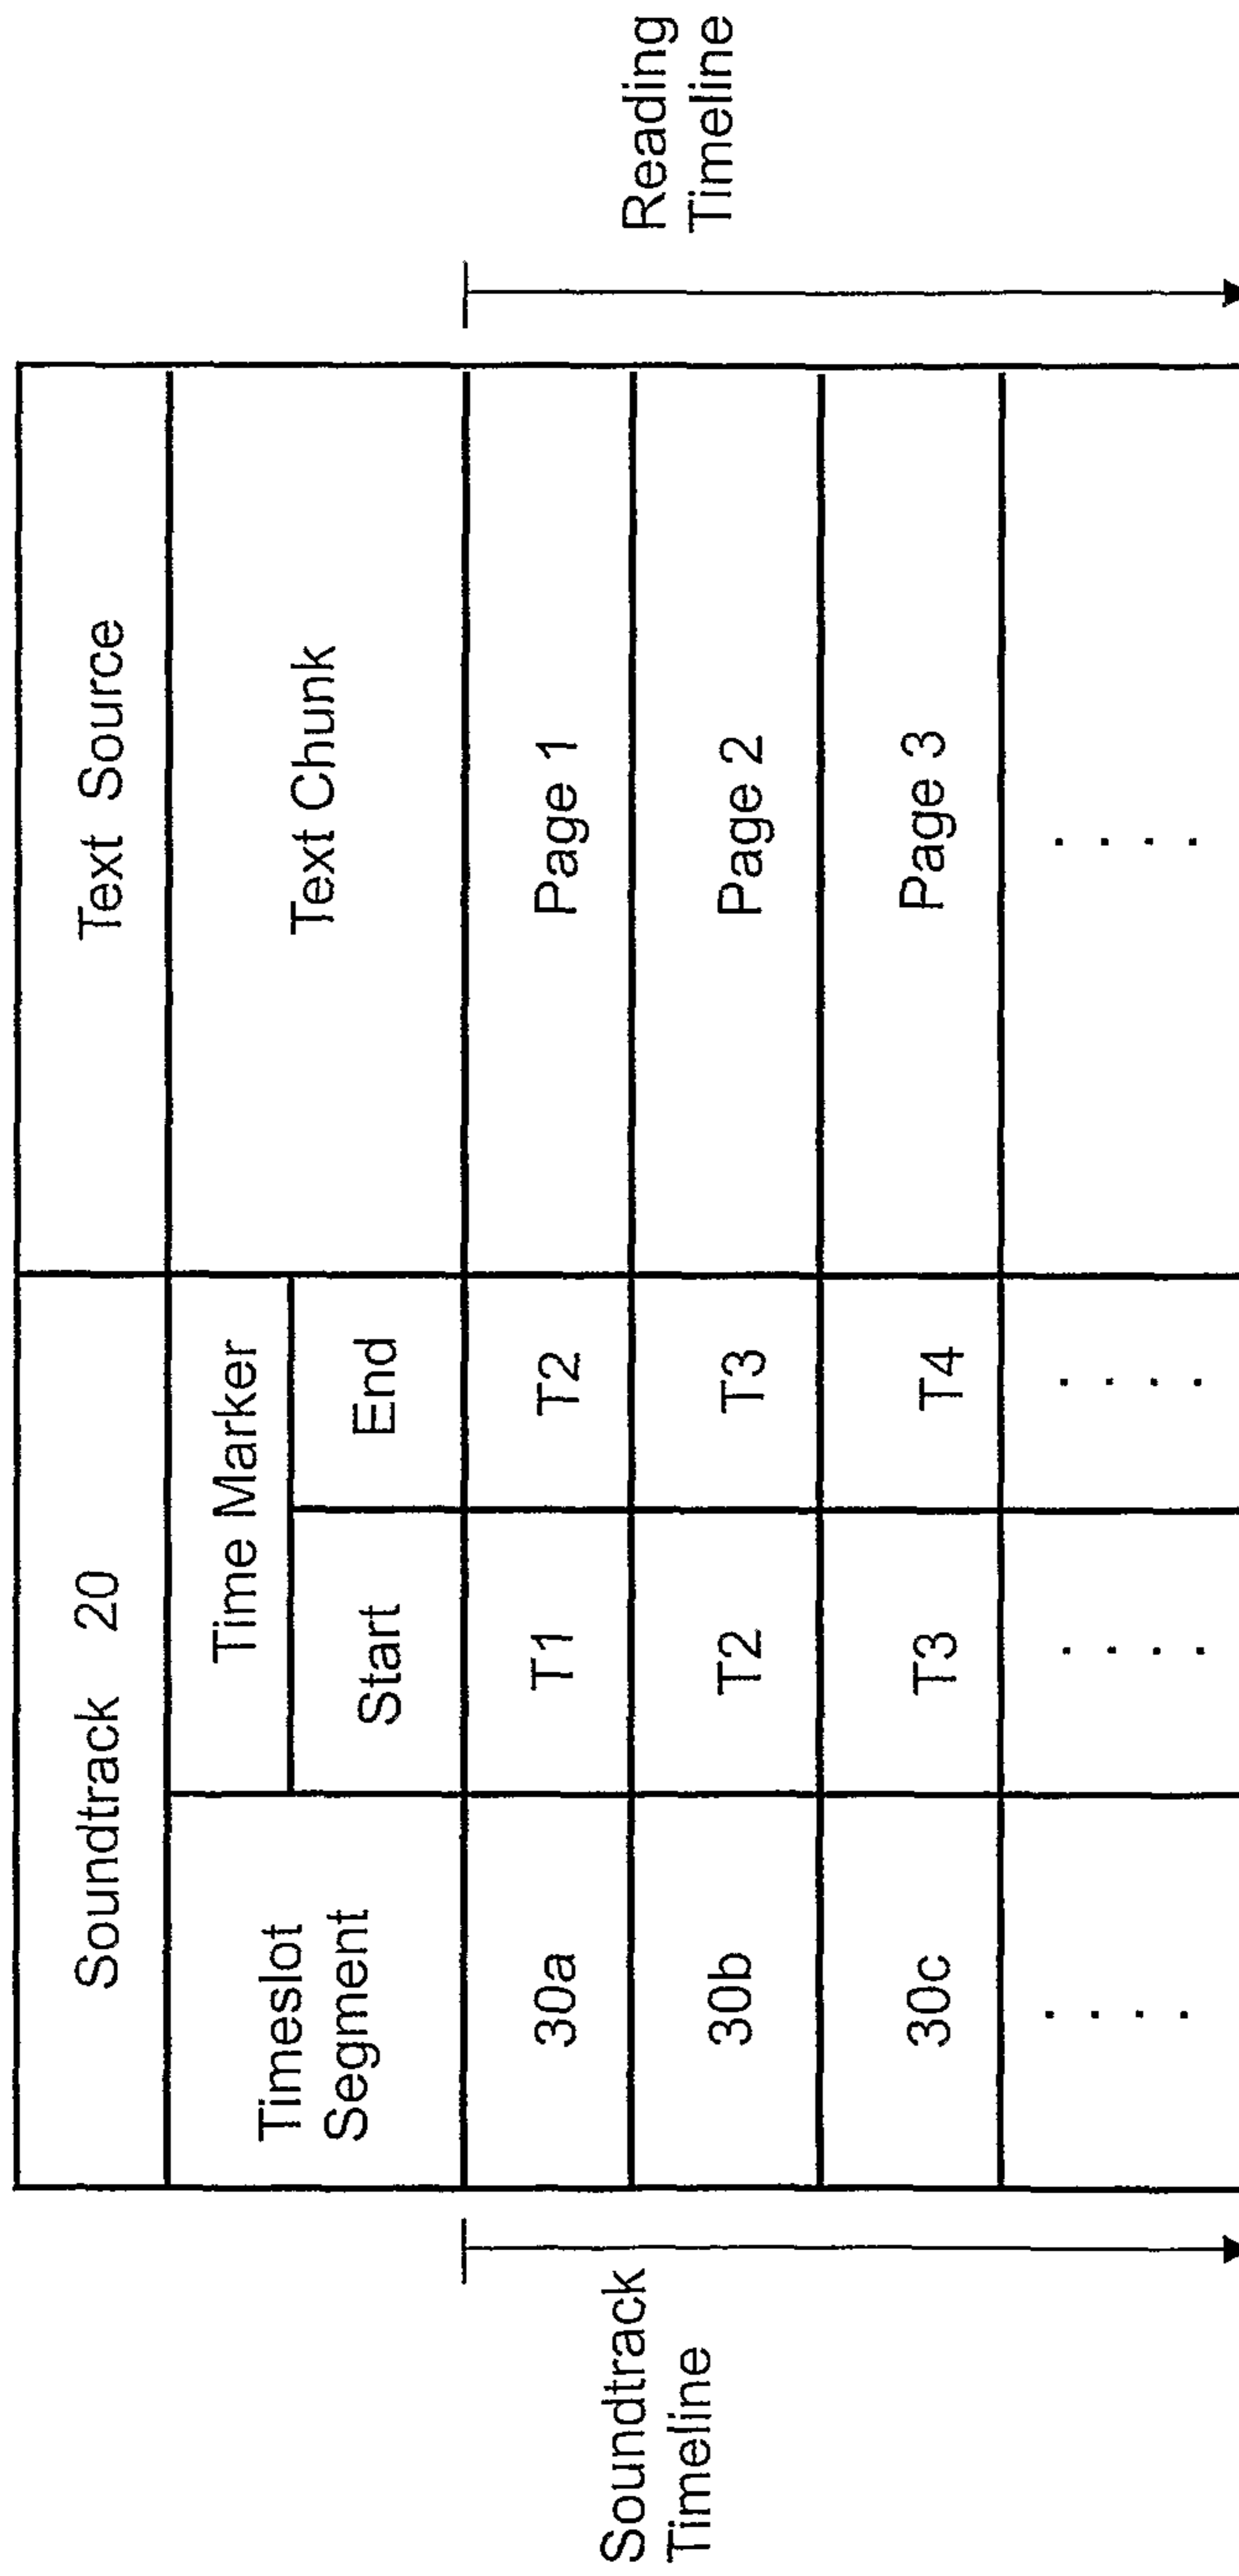 Soundtrack 20
Text Source
Timeslot
Segment
Time Marker
Text Chunk
Start
End
30a
T1
T2
Page 1
30b
T2
T3
Page 2
30c
T3
T4
Page 3
. . . .
. . . .
. . . .
. . . .
Soundtrack
Timeline
Reading
Timeline